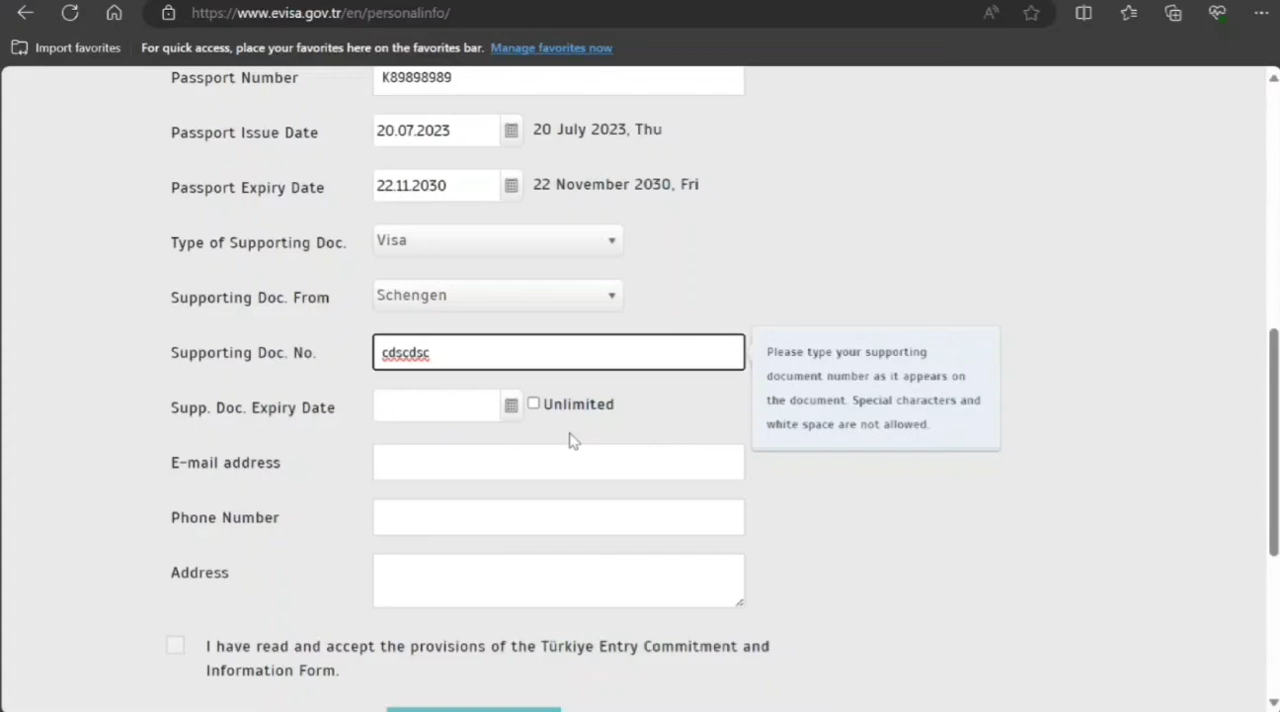 https://www.evisa.gov.tr/en/personalinfo/
Import favorites
For quick access, place your favorites here on the favorites bar. Manage favorites now
Passport Number
K89898989
Passport Issue Date
20.07.2023
20 July 2023, Thu
Passport Expiry Date
22.11.2030
22 November 2030, Fri
Type of Supporting Doc.
Visa
Supporting Doc. From
Schengen
Supporting Doc. No.
cdscdsc
Please type your supporting
document number as it appears on
the document. Special characters and
white space are not allowed.
Supp. Doc. Expiry Date
Unlimited
E-mail address
Phone Number
Address
I have read and accept the provisions of the Türkiye Entry Commitment and
Information Form.